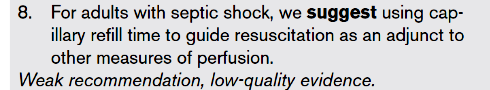 8. For adults with septic shock, we suggest using cap-
illary refill time to guide resuscitation as an adjunct to
other measures of perfusion.
Weak recommendation, low-quality evidence.